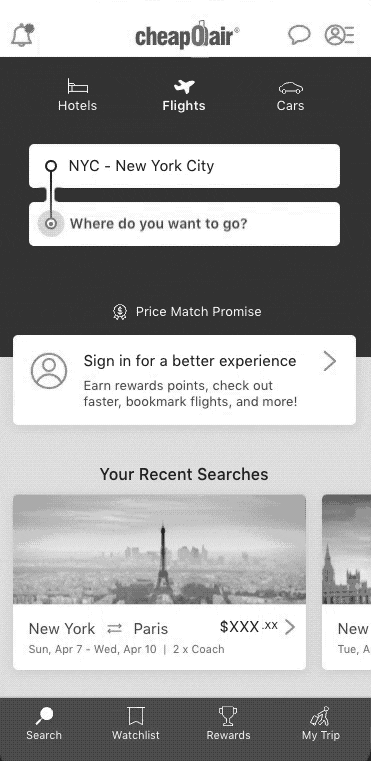 cheapOair®
Hotels
Flights
Cars
NYC - New York City
Where do you want to go?
Price Match Promise
Sign in for a better experience
Earn rewards points, check out
faster, bookmark flights, and more!
Your Recent Searches
New York ⇄ Paris $XXX.xx
Sun, Apr 7 - Wed, Apr 10 | 2 x Coach
New
Tue, A
Search
Watchlist
Rewards
My Trip